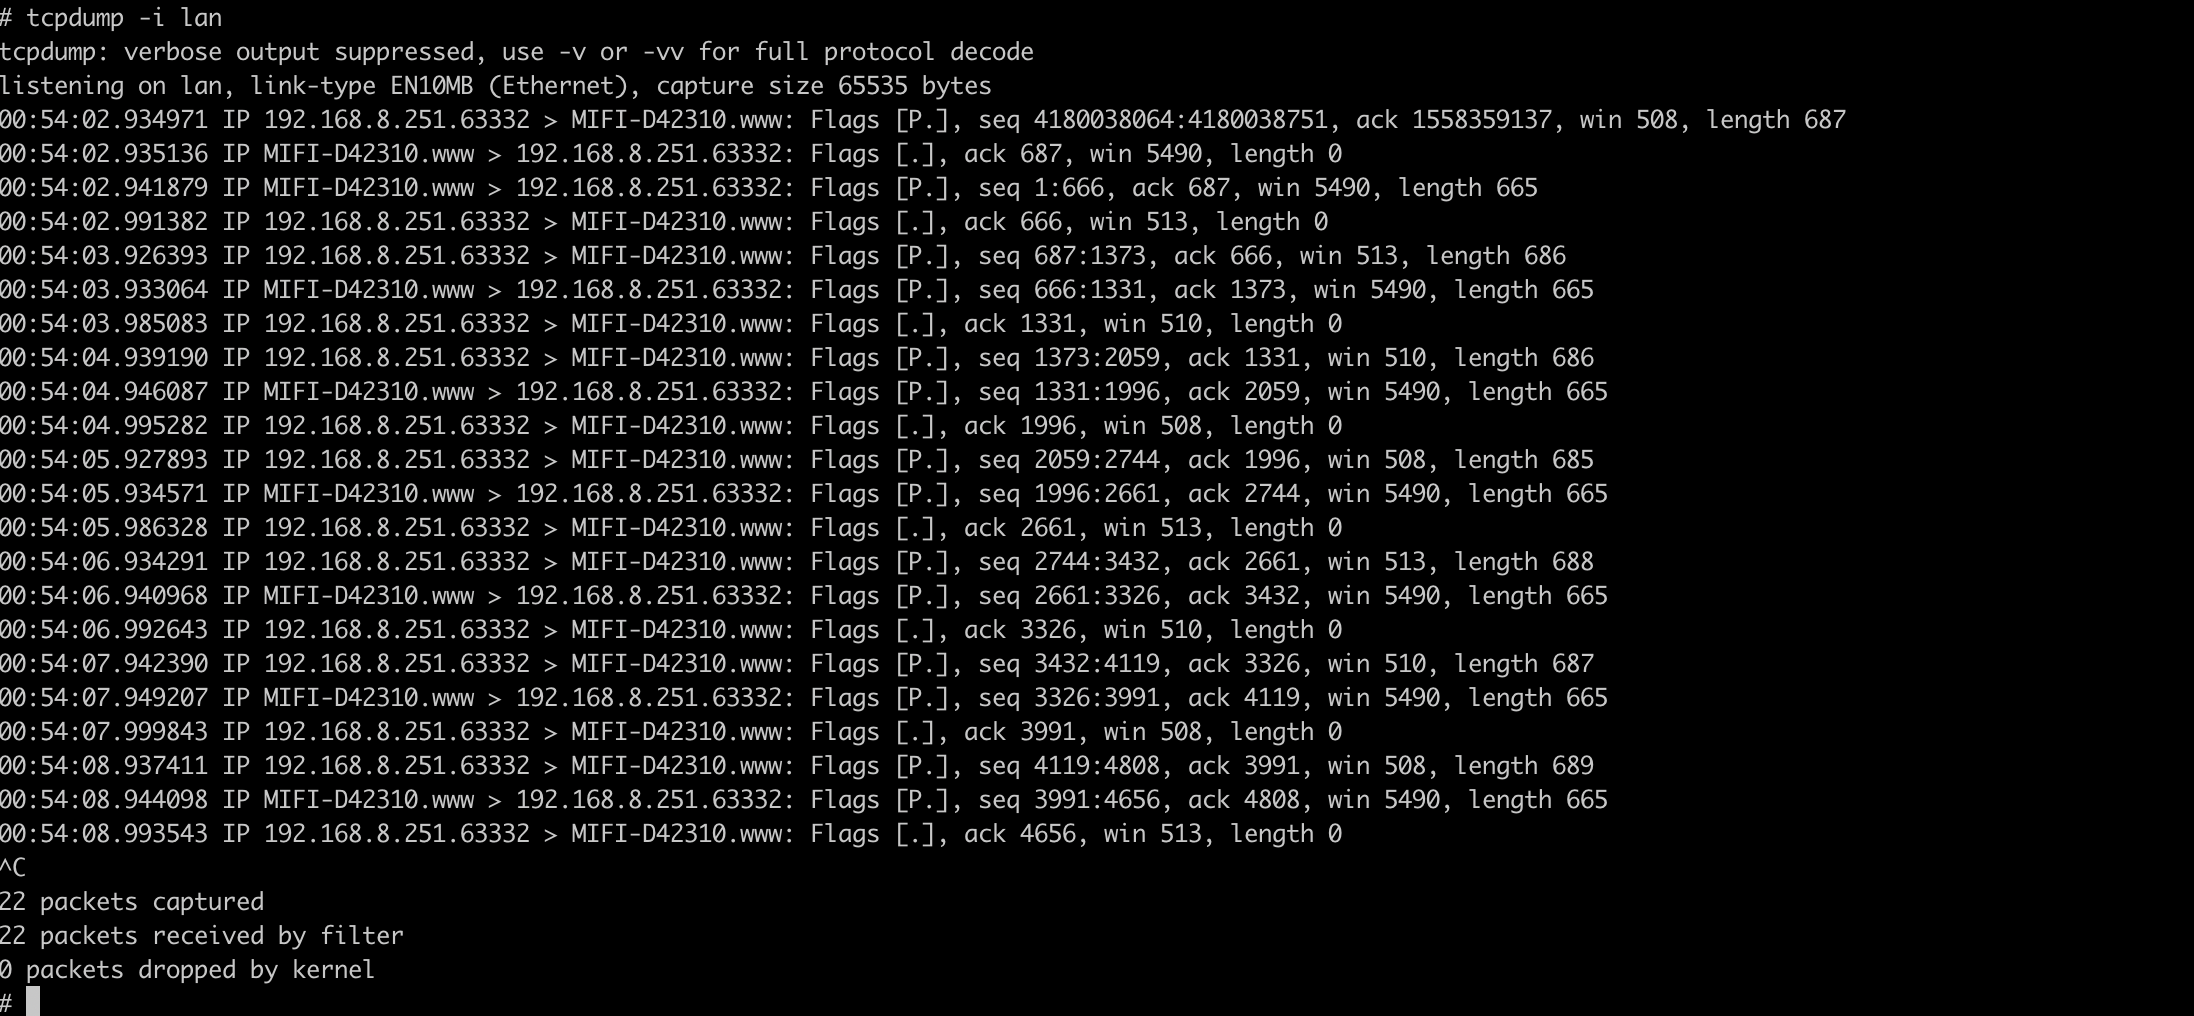 # tcpdump -i lan
tcpdump: verbose output suppressed, use -v or -vv for full protocol decode
listening on lan, link-type EN10MB (Ethernet), capture size 65535 bytes
00:54:02.934971 IP 192.168.8.251.63332 > MIFI-D42310.www: Flags [P.], seq 4180038064:4180038751, ack 1558359137, win 508, length 687
00:54:02.935136 IP MIFI-D42310.www > 192.168.8.251.63332: Flags [.], ack 687, win 5490, length 0
00:54:02.941879 IP MIFI-D42310.www > 192.168.8.251.63332: Flags [P.], seq 1:666, ack 687, win 5490, length 665
00:54:02.991382 IP 192.168.8.251.63332 > MIFI-D42310.www: Flags [.], ack 666, win 513, length 0
00:54:03.926393 IP 192.168.8.251.63332 > MIFI-D42310.www: Flags [P.], seq 687:1373, ack 666, win 513, length 686
00:54:03.933064 IP MIFI-D42310.www > 192.168.8.251.63332: Flags [P.], seq 666:1331, ack 1373, win 5490, length 665
00:54:03.985083 IP 192.168.8.251.63332 > MIFI-D42310.www: Flags [.], ack 1331, win 510, length 0
00:54:04.939190 IP 192.168.8.251.63332 > MIFI-D42310.www: Flags [P.], seq 1373:2059, ack 1331, win 510, length 686
00:54:04.946087 IP MIFI-D42310.www > 192.168.8.251.63332: Flags [P.], seq 1331:1996, ack 2059, win 5490, length 665
00:54:04.995282 IP 192.168.8.251.63332 > MIFI-D42310.www: Flags [.], ack 1996, win 508, length 0
00:54:05.927893 IP 192.168.8.251.63332 > MIFI-D42310.www: Flags [P.], seq 2059:2744, ack 1996, win 508, length 685
00:54:05.934571 IP MIFI-D42310.www > 192.168.8.251.63332: Flags [P.], seq 1996:2661, ack 2744, win 5490, length 665
00:54:05.986328 IP 192.168.8.251.63332 > MIFI-D42310.www: Flags [.], ack 2661, win 513, length 0
00:54:06.934291 IP 192.168.8.251.63332 > MIFI-D42310.www: Flags [P.], seq 2744:3432, ack 2661, win 513, length 688
00:54:06.940968 IP MIFI-D42310.www > 192.168.8.251.63332: Flags [P.], seq 2661:3326, ack 3432, win 5490, length 665
00:54:06.992643 IP 192.168.8.251.63332 > MIFI-D42310.www: Flags [.], ack 3326, win 510, length 0
00:54:07.942390 IP 192.168.8.251.63332 > MIFI-D42310.www: Flags [P.], seq 3432:4119, ack 3326, win 510, length 687
00:54:07.949207 IP MIFI-D42310.www > 192.168.8.251.63332: Flags [P.], seq 3326:3991, ack 4119, win 5490, length 665
00:54:07.999843 IP 192.168.8.251.63332 > MIFI-D42310.www: Flags [.], ack 3991, win 508, length 0
00:54:08.937411 IP 192.168.8.251.63332 > MIFI-D42310.www: Flags [P.], seq 4119:4808, ack 3991, win 508, length 689
00:54:08.944098 IP MIFI-D42310.www > 192.168.8.251.63332: Flags [P.], seq 3991:4656, ack 4808, win 5490, length 665
00:54:08.993543 IP 192.168.8.251.63332 > MIFI-D42310.www: Flags [.], ack 4656, win 513, length 0
^C
22 packets captured
22 packets received by filter
0 packets dropped by kernel
#